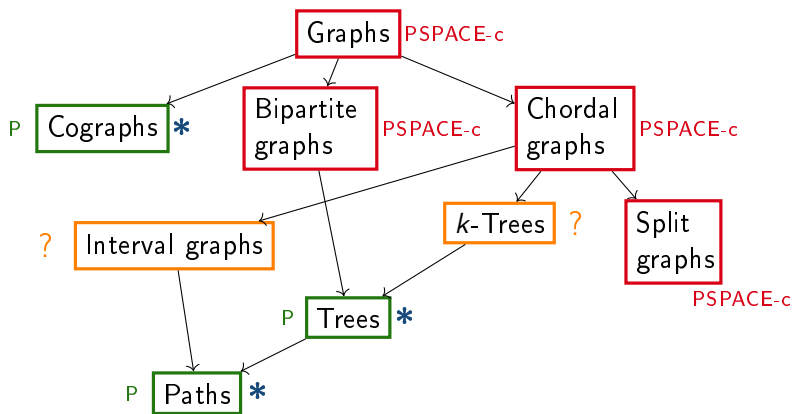 Graphs PSPACE-c
P Cographs *
Bipartite
graphs
PSPACE-c
Chordal
graphs
PSPACE-c
? Interval graphs
k-Trees ?
Split
graphs
PSPACE-c
P Trees *
P Paths *